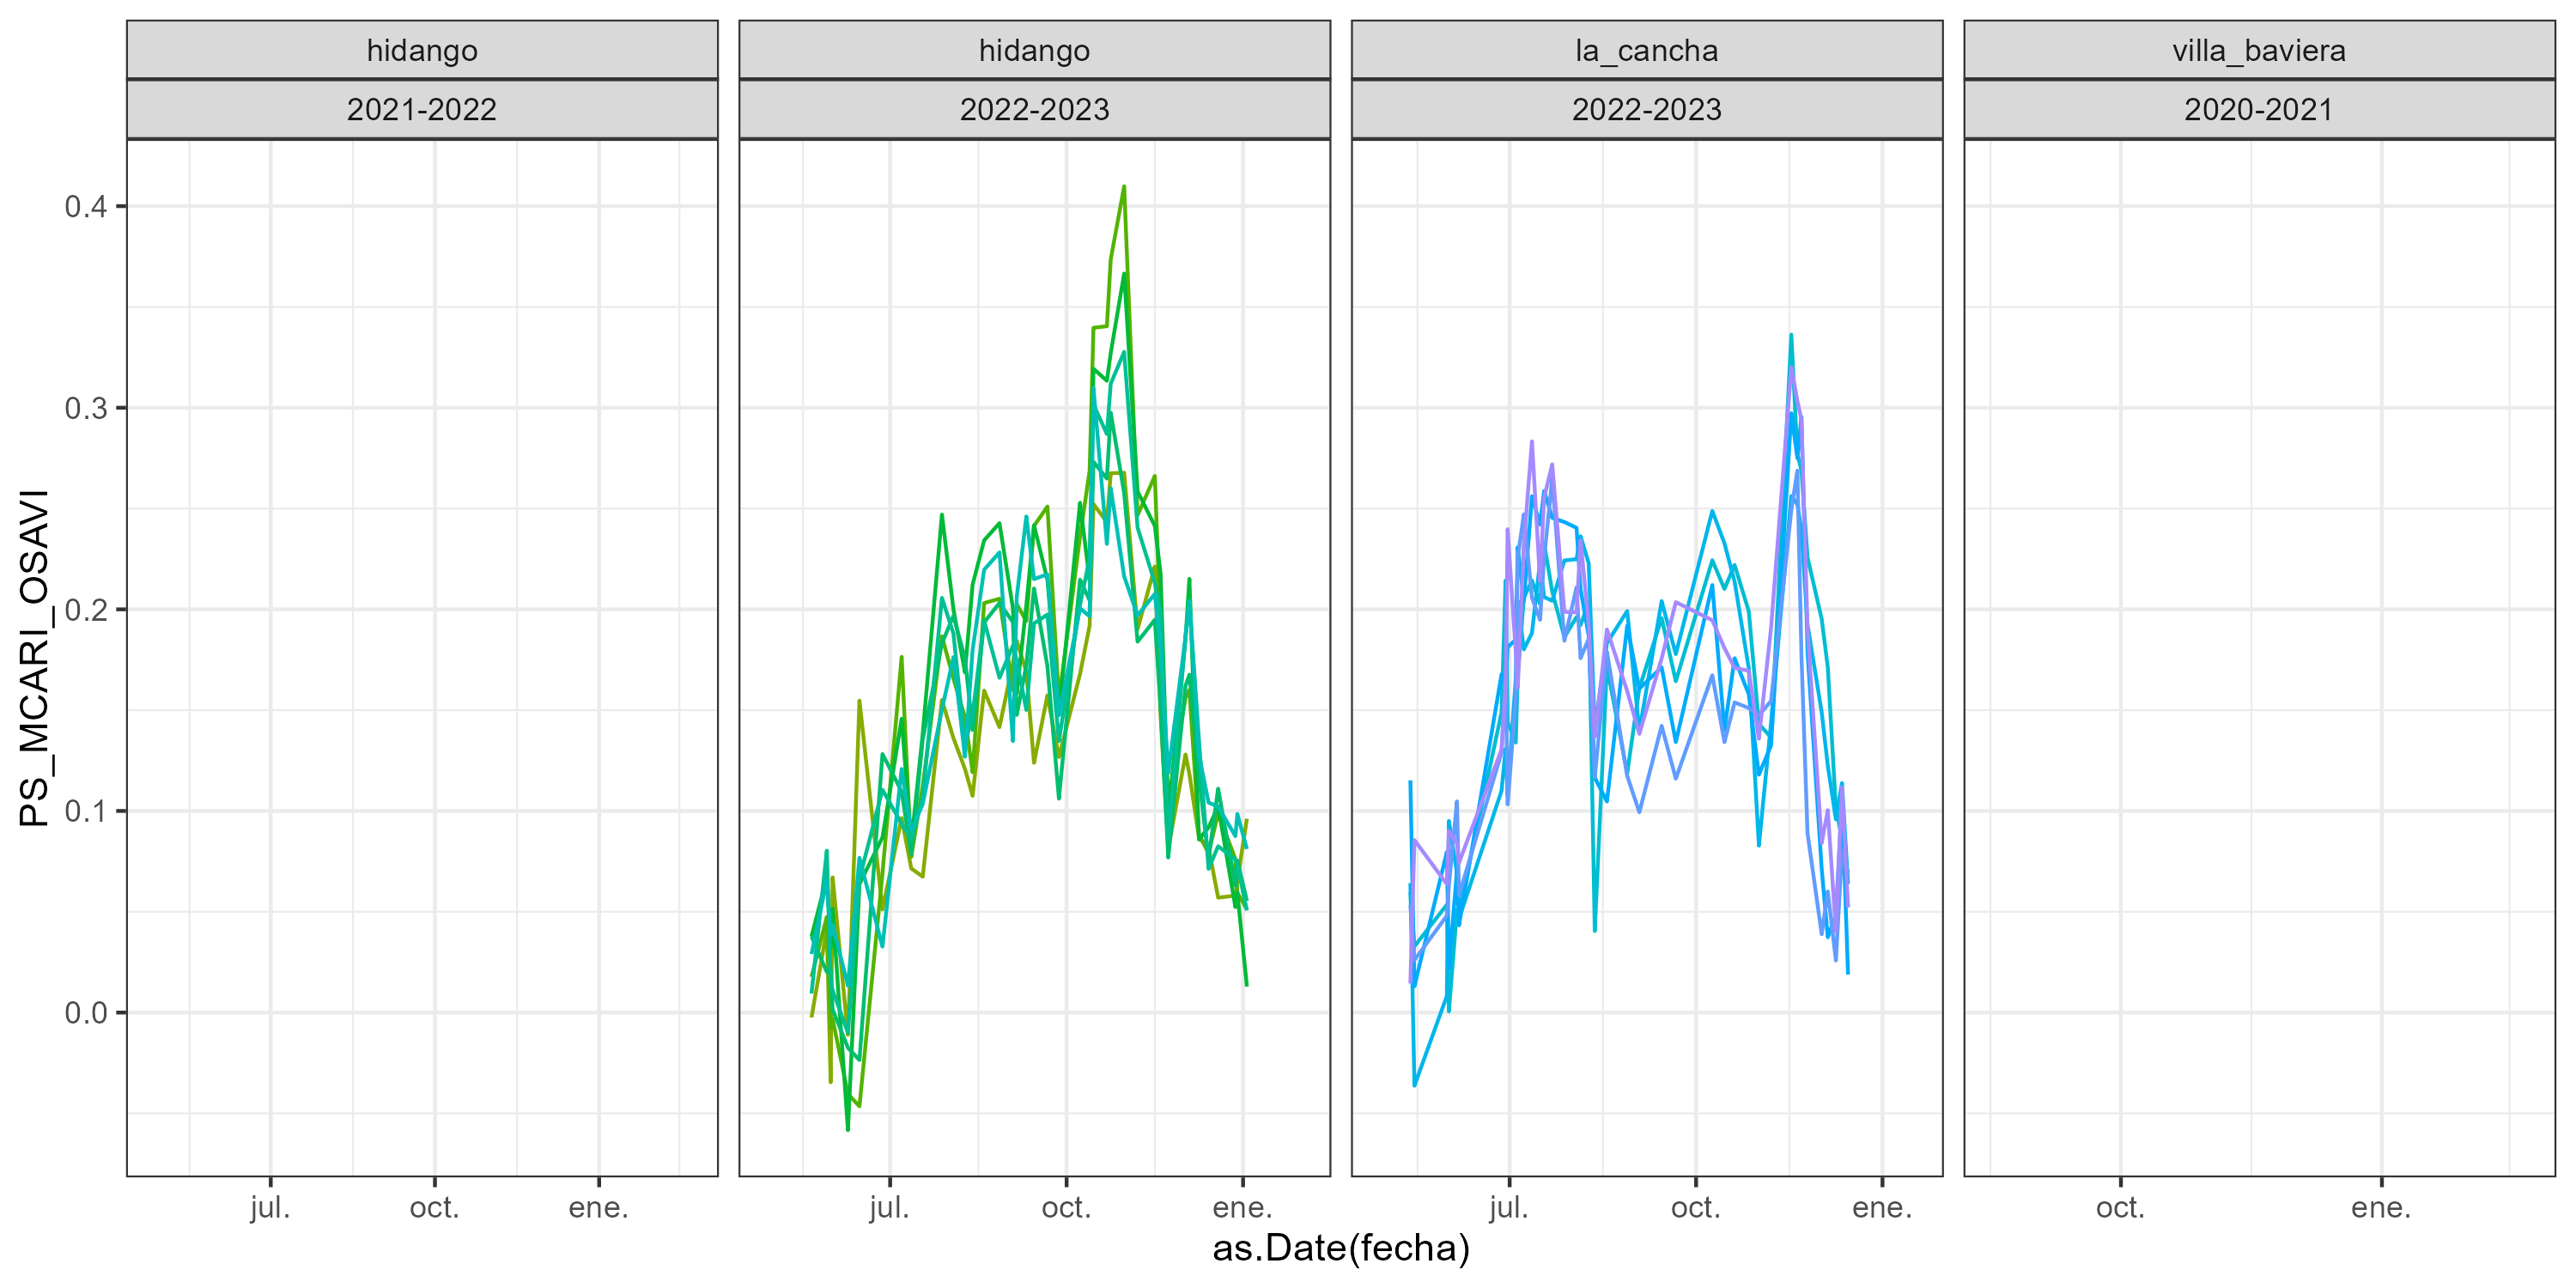 hidango hidango la_cancha villa_baviera
2021-2022 2022-2023 2022-2023 2020-2021
PS_MCARI_OSAVI
0.4
0.3
0.2
0.1
0.0
jul. oct. ene. jul. oct. ene. jul. oct. ene. oct. ene.
as.Date(fecha)